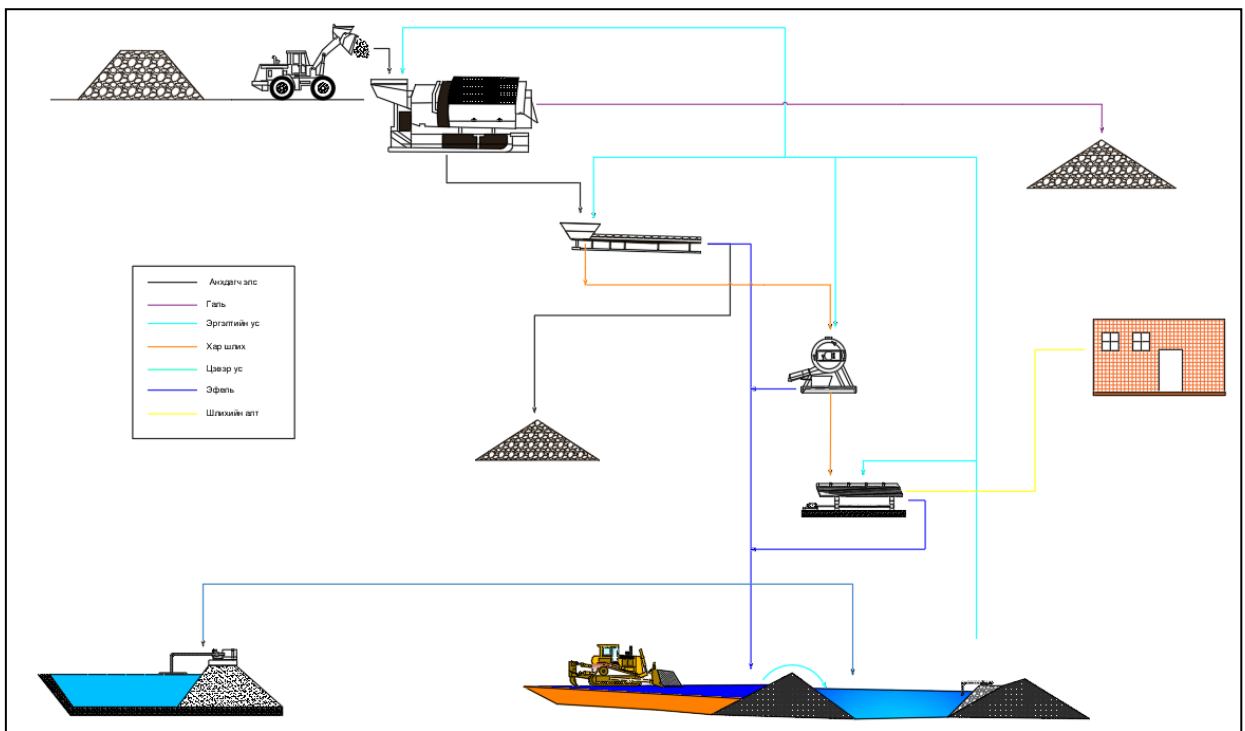 Анхдагч элс
Галь
Эргэлтийн ус
Хар шлих
Цэвэр ус
Эфель
Шлихийн алт